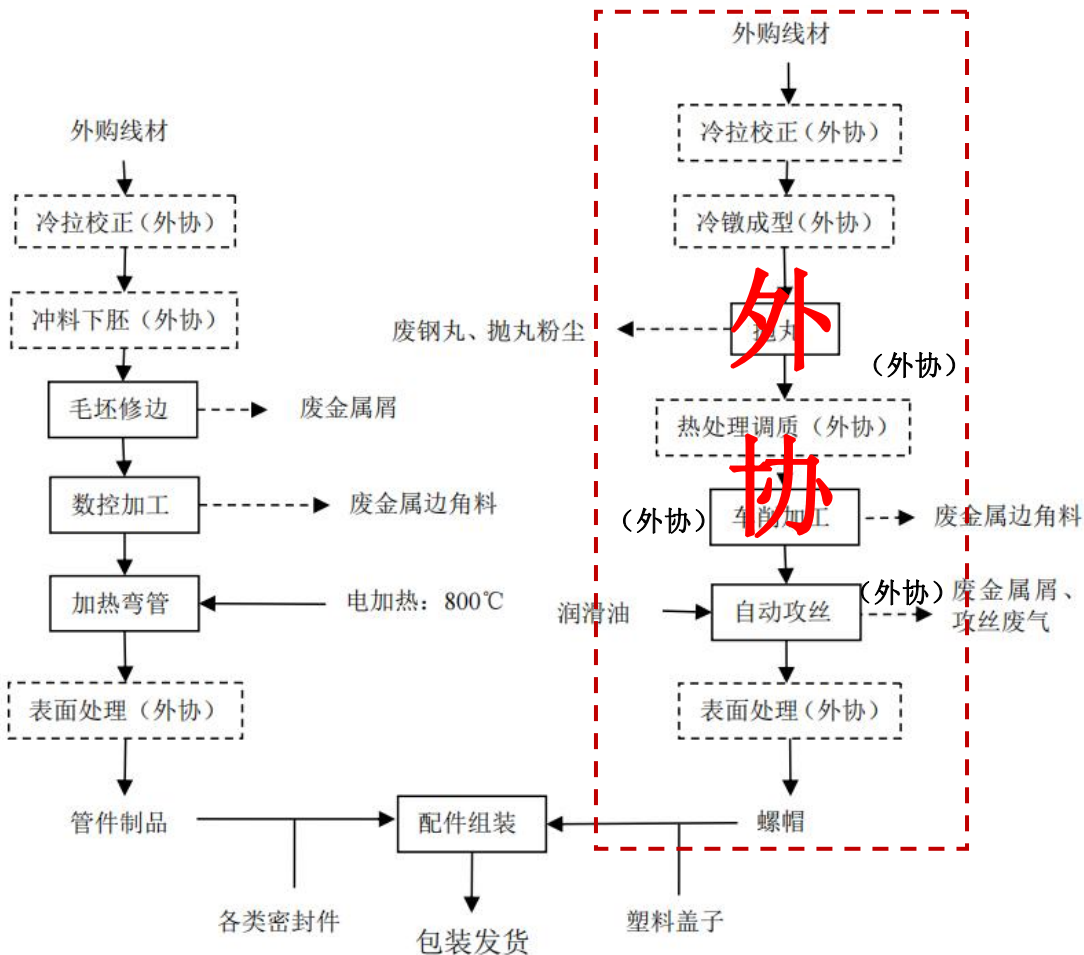 外购线材
冷拉校正(外协)
冲料下胚(外协)
毛坯修边
废金属屑
数控加工
废金属边角料
加热弯管
电加热：800℃
表面处理（外协）
管件制品
各类密封件
配件组装
包装发货
外购线材
冷拉校正(外协)
冷镦成型(外协)
抛丸
废钢丸、抛丸粉尘
（外协）
热处理调质（外协）
外
协
（外协）
车削加工
废金属边角料
润滑油
自动攻丝
（外协）
废金属屑、
攻丝废气
表面处理(外协)
螺帽
塑料盖子